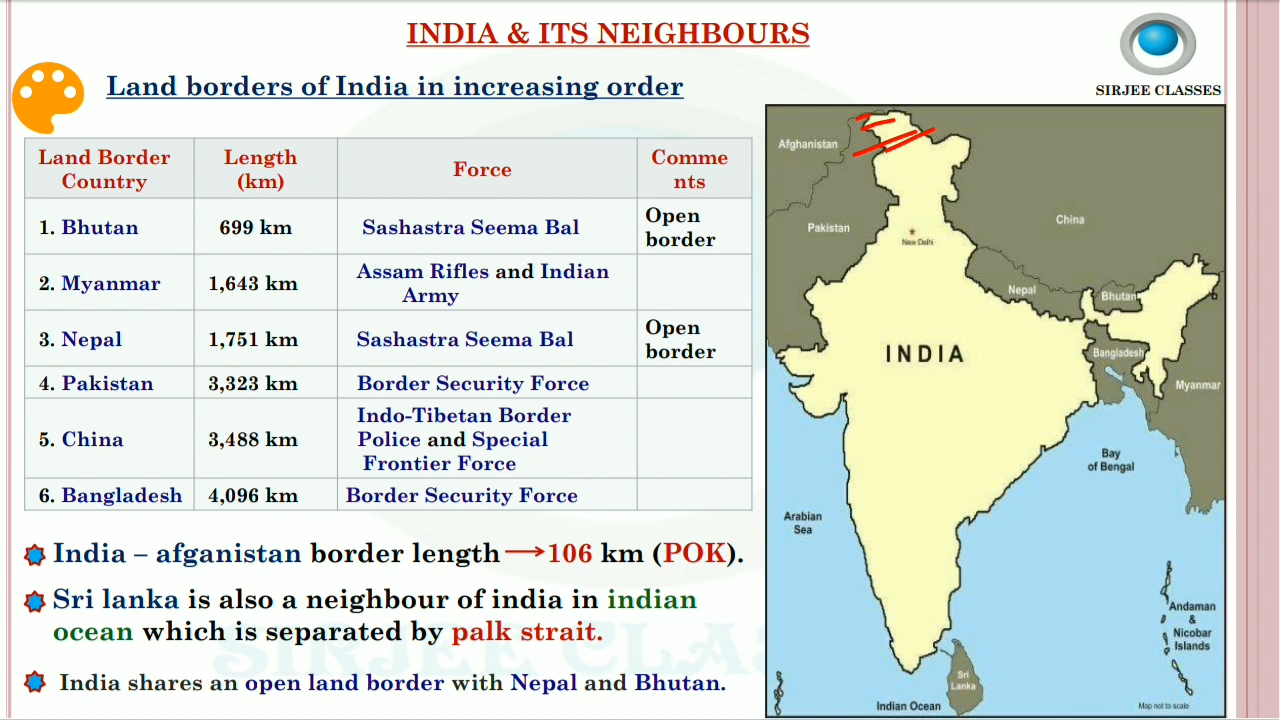 INDIA & ITS NEIGHBOURS
SIRJEE CLASSES
Land borders of India in increasing order
Land Border Country
Length (km)
Force
Comme
nts
1. Bhutan
699 km
Sashastra Seema Bal
Open
border
2. Myanmar
1,643 km
Assam Rifles and Indian
Army
3. Nepal
1,751 km
Sashastra Seema Bal
Open
border
4. Pakistan
3,323 km
Border Security Force
5. China
3,488 km
Indo-Tibetan Border
Police and Special
Frontier Force
6. Bangladesh
4,096 km
Border Security Force
India – afganistan border length → 106 km (POK).
Sri lanka is also a neighbour of india in indian
ocean which is separated by palk strait.
India shares an open land border with Nepal and Bhutan.
Afghanistan
Pakistan
China
New Delhi
Nepal
Bhutan
INDIA
Bangladesh
Myanmar
Bay
of Bengal
Arabian
Sea
Andaman
&
Nicobar
Islands
Sri
Lanka
Indian Ocean
Map not to scale
SIRJEE CLAS